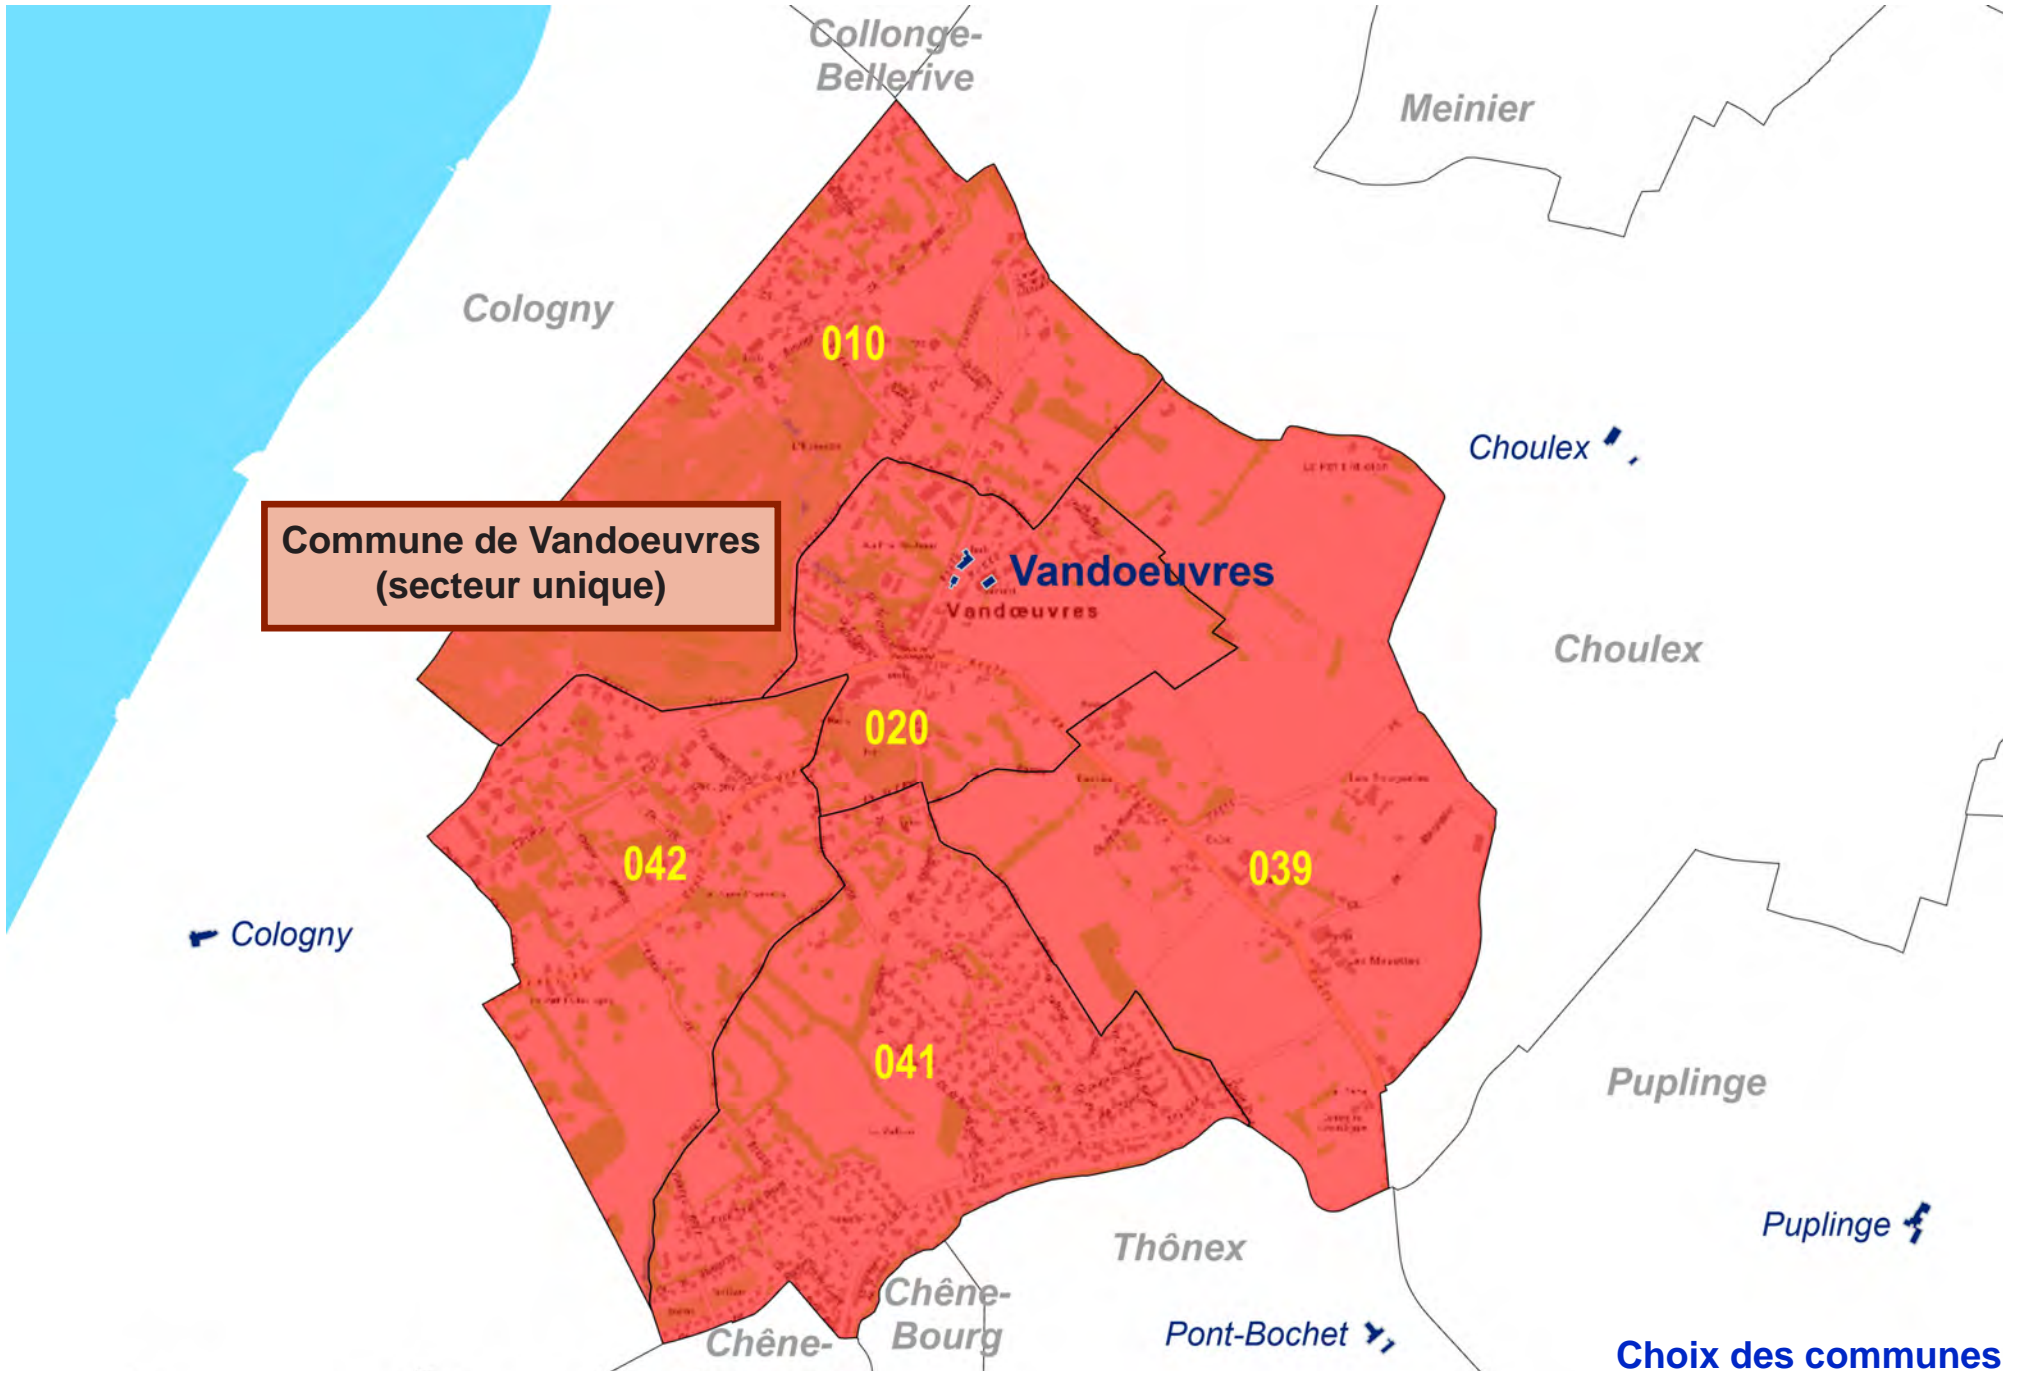 Collonge-
Bellerive
Meinier
Cologny
010
Choulex
Commune de Vandoeuvres
(secteur unique)
Vandoeuvres
Vandœuvres
Choulex
020
042
039
Cologny
041
Puplinge
Puplinge
Thônex
Chêne-
Bourg
Chêne-
Pont-Bochet
Choix des communes